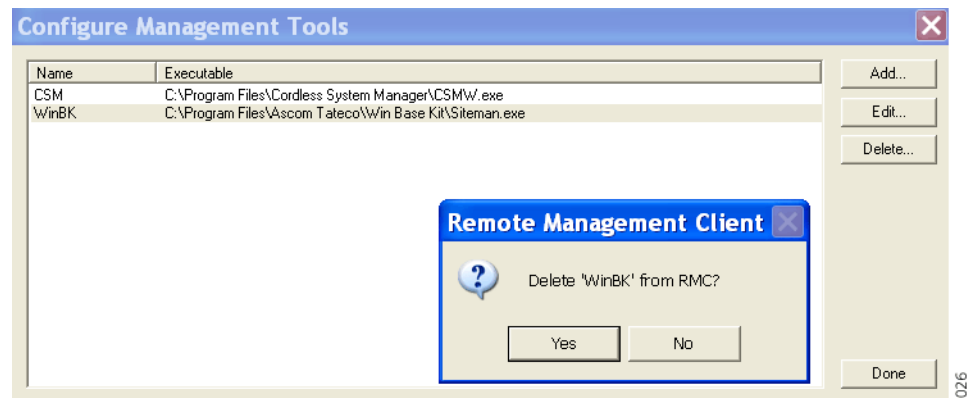 Configure Management Tools
Name Executable
CSM C:\Program Files\Cordless System Manager\CSMW.exe
WinBK C:\Program Files\Ascom Tateco\Win Base Kit\Siteman.exe
Add...
Edit...
Delete...
Remote Management Client
Delete 'WinBK' from RMC?
Yes No
Done
026